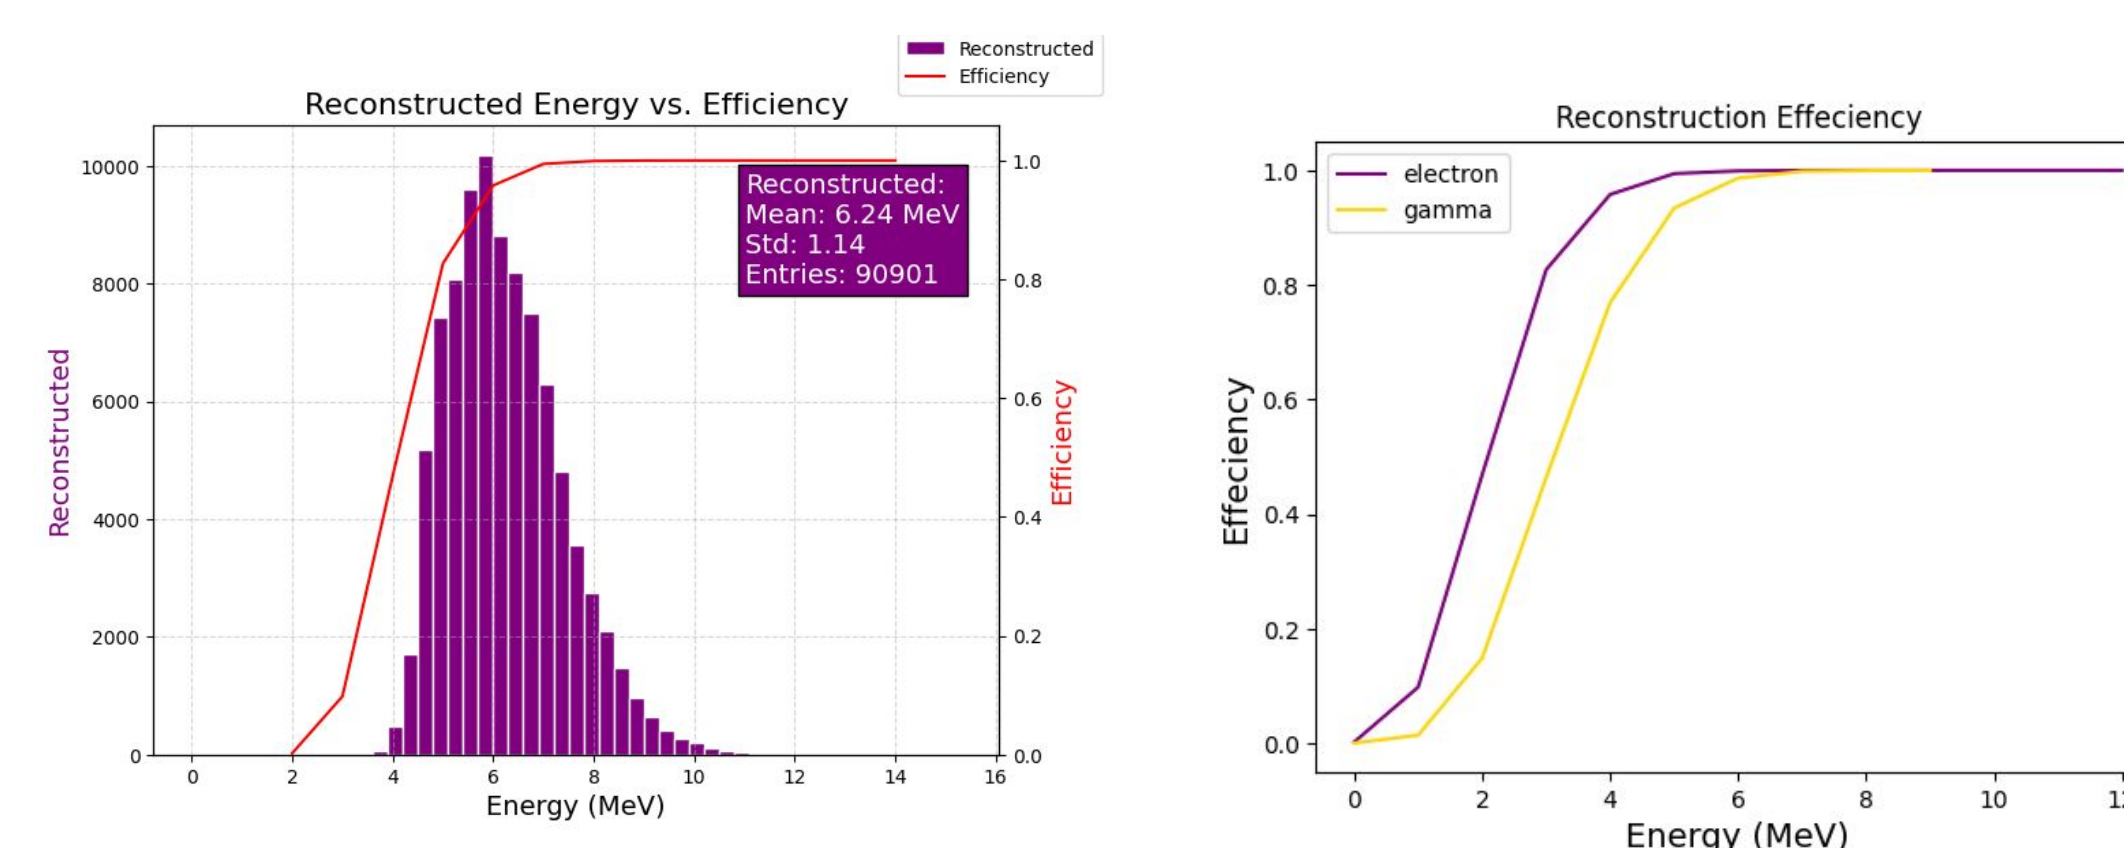 Reconstructed
Efficiency
Reconstructed Energy vs. Efficiency
10000
8000
6000
4000
2000
0
Reconstructed
1.0
0.8
0.6
0.4
0.2
0.0
Efficiency
Reconstructed:
Mean: 6.24 MeV
Std: 1.14
Entries: 90901
0 2 4 6 8 10 12 14 16
Energy (MeV)
Reconstruction Effeciency
electron
gamma
1.0
0.8
0.6
0.4
0.2
0.0
Effeciency
0 2 4 6 8 10
Energy (MeV)